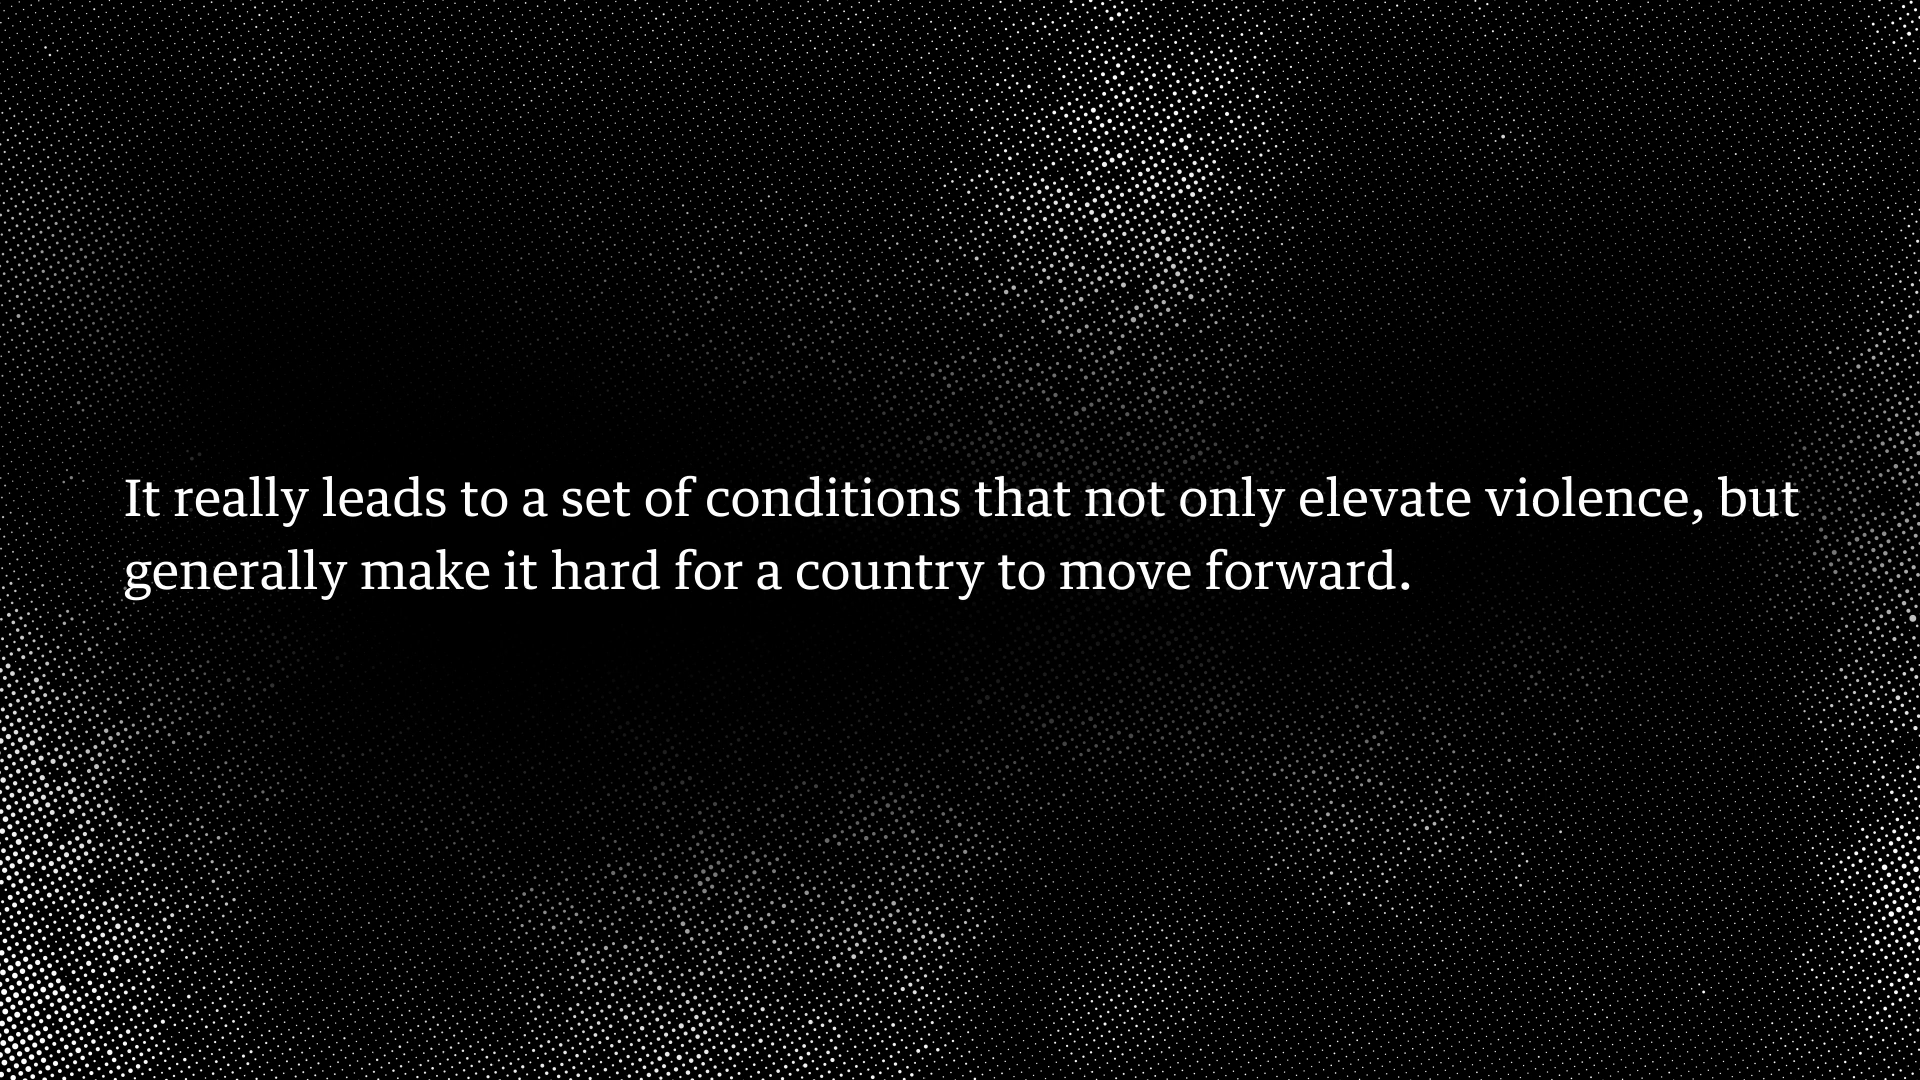 It really leads to a set of conditions that not only elevate violence, but
generally make it hard for a country to move forward.